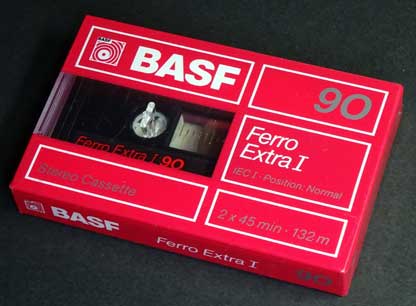 BASF
BASF
90
Ferro Extra I 90
Ferro
Extra I
IEC I · Position: Normal
Stereo Cassette
2 x 45 min · 132 m
BASF
Ferro Extra I
90